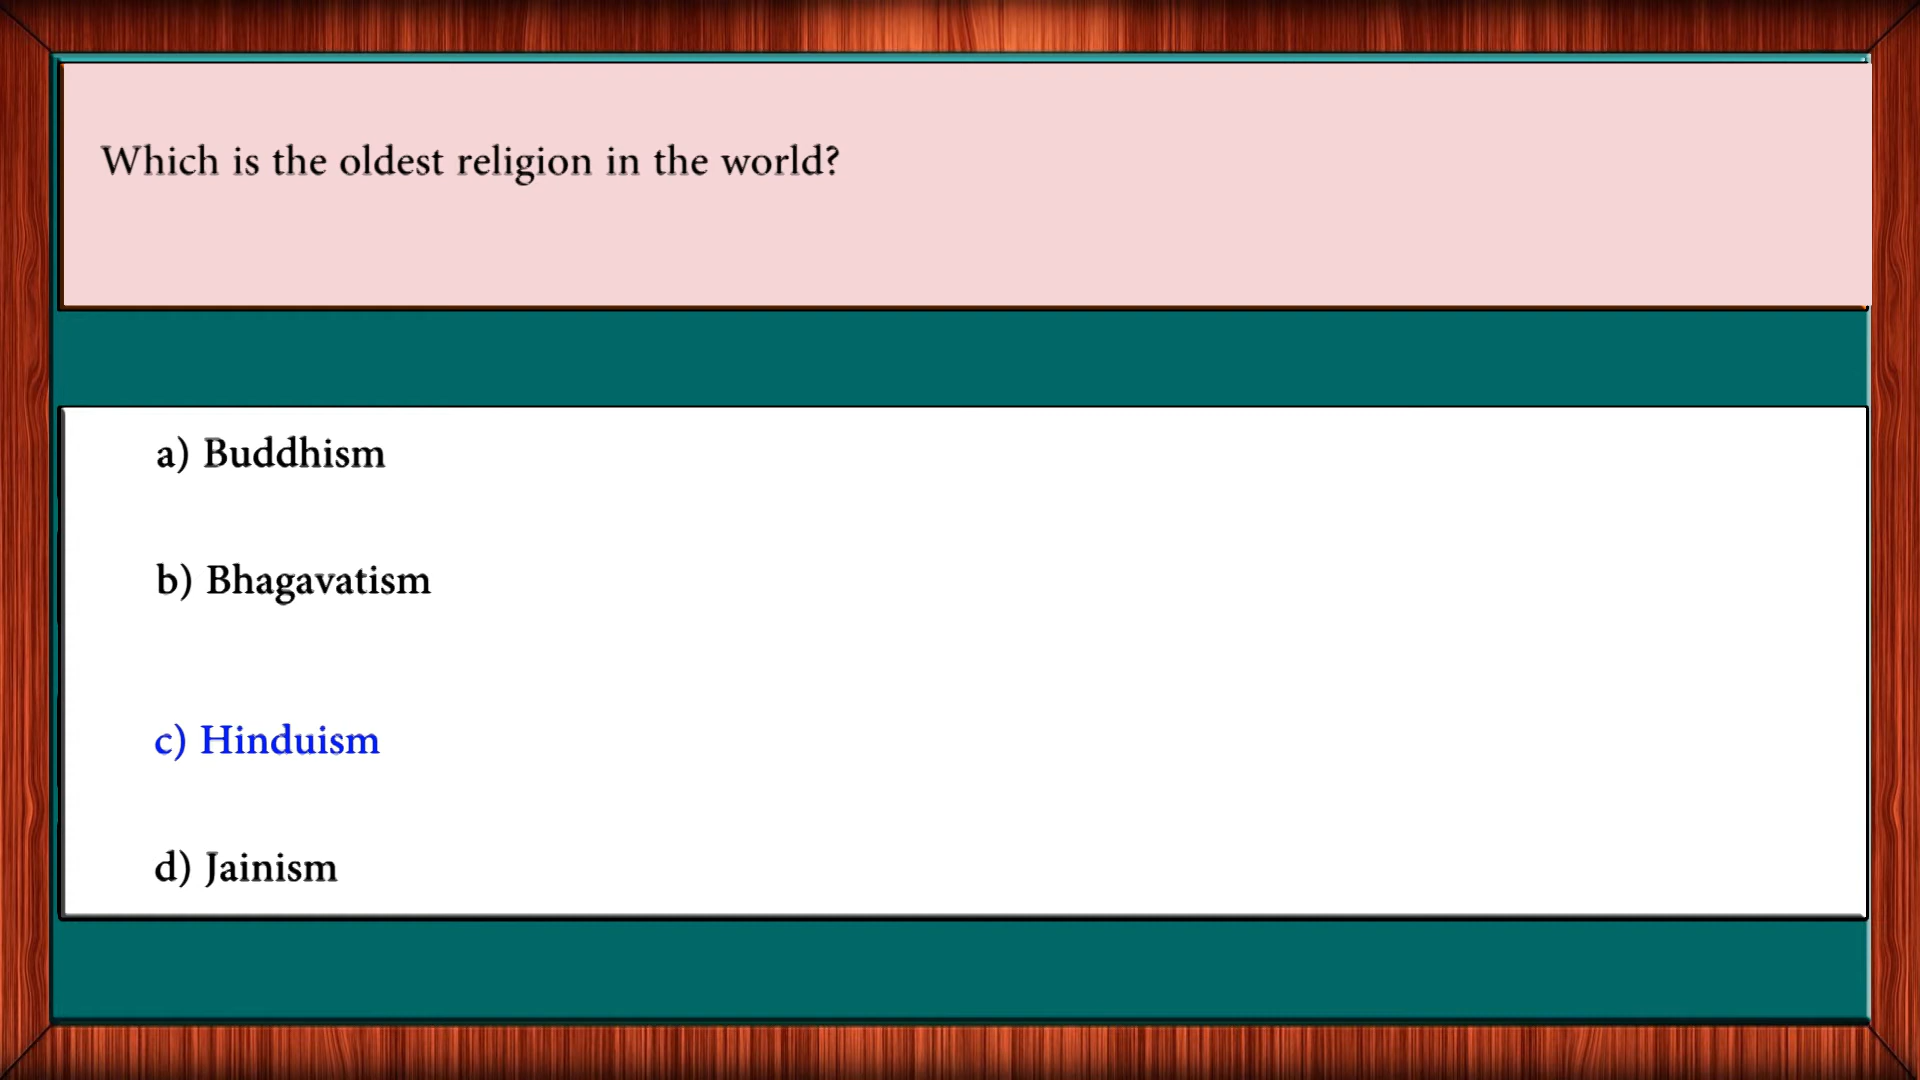 Which is the oldest religion in the world?
a) Buddhism
b) Bhagavatism
c) Hinduism
d) Jainism